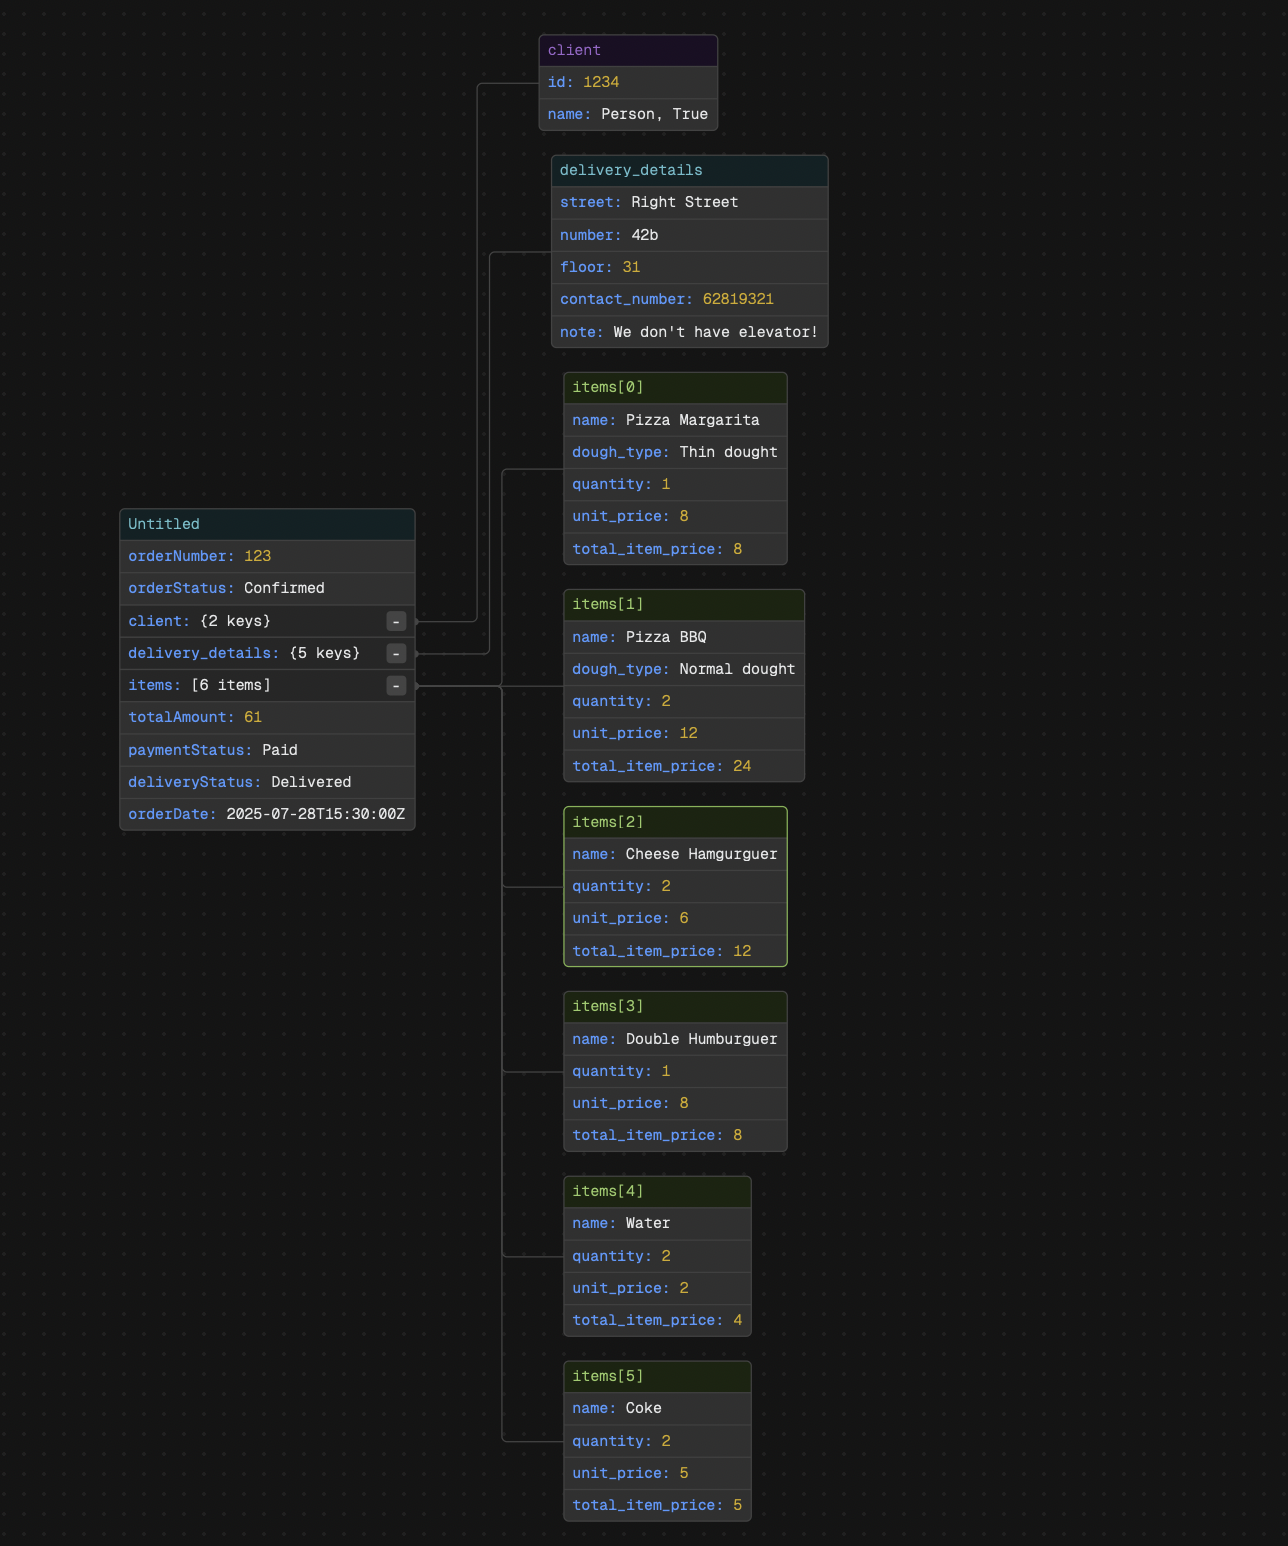 client
id: 1234
name: Person, True
delivery_details
street: Right Street
number: 42b
floor: 31
contact_number: 62819321
note: We don't have elevator!
items[0]
name: Pizza Margarita
dough_type: Thin dought
quantity: 1
unit_price: 8
total_item_price: 8
Untitled
orderNumber: 123
orderStatus: Confirmed
client: {2 keys} -
delivery_details: {5 keys} -
items: [6 items] -
totalAmount: 61
paymentStatus: Paid
deliveryStatus: Delivered
orderDate: 2025-07-28T15:30:00Z
items[1]
name: Pizza BBQ
dough_type: Normal dought
quantity: 2
unit_price: 12
total_item_price: 24
items[2]
name: Cheese Hamgurguer
quantity: 2
unit_price: 6
total_item_price: 12
items[3]
name: Double Humburguer
quantity: 1
unit_price: 8
total_item_price: 8
items[4]
name: Water
quantity: 2
unit_price: 2
total_item_price: 4
items[5]
name: Coke
quantity: 2
unit_price: 5
total_item_price: 5